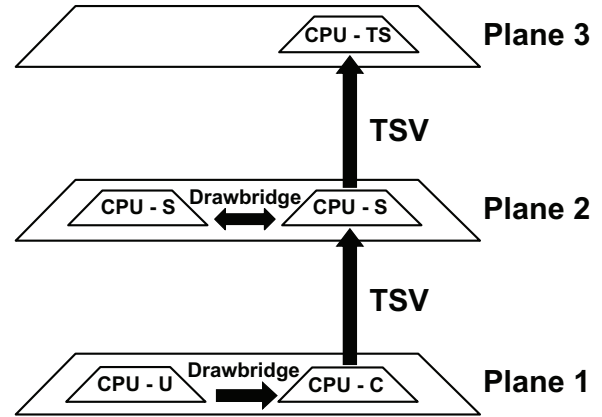 CPU - TS Plane 3
TSV
CPU - S Drawbridge CPU - S Plane 2
TSV
CPU - U Drawbridge CPU - C Plane 1